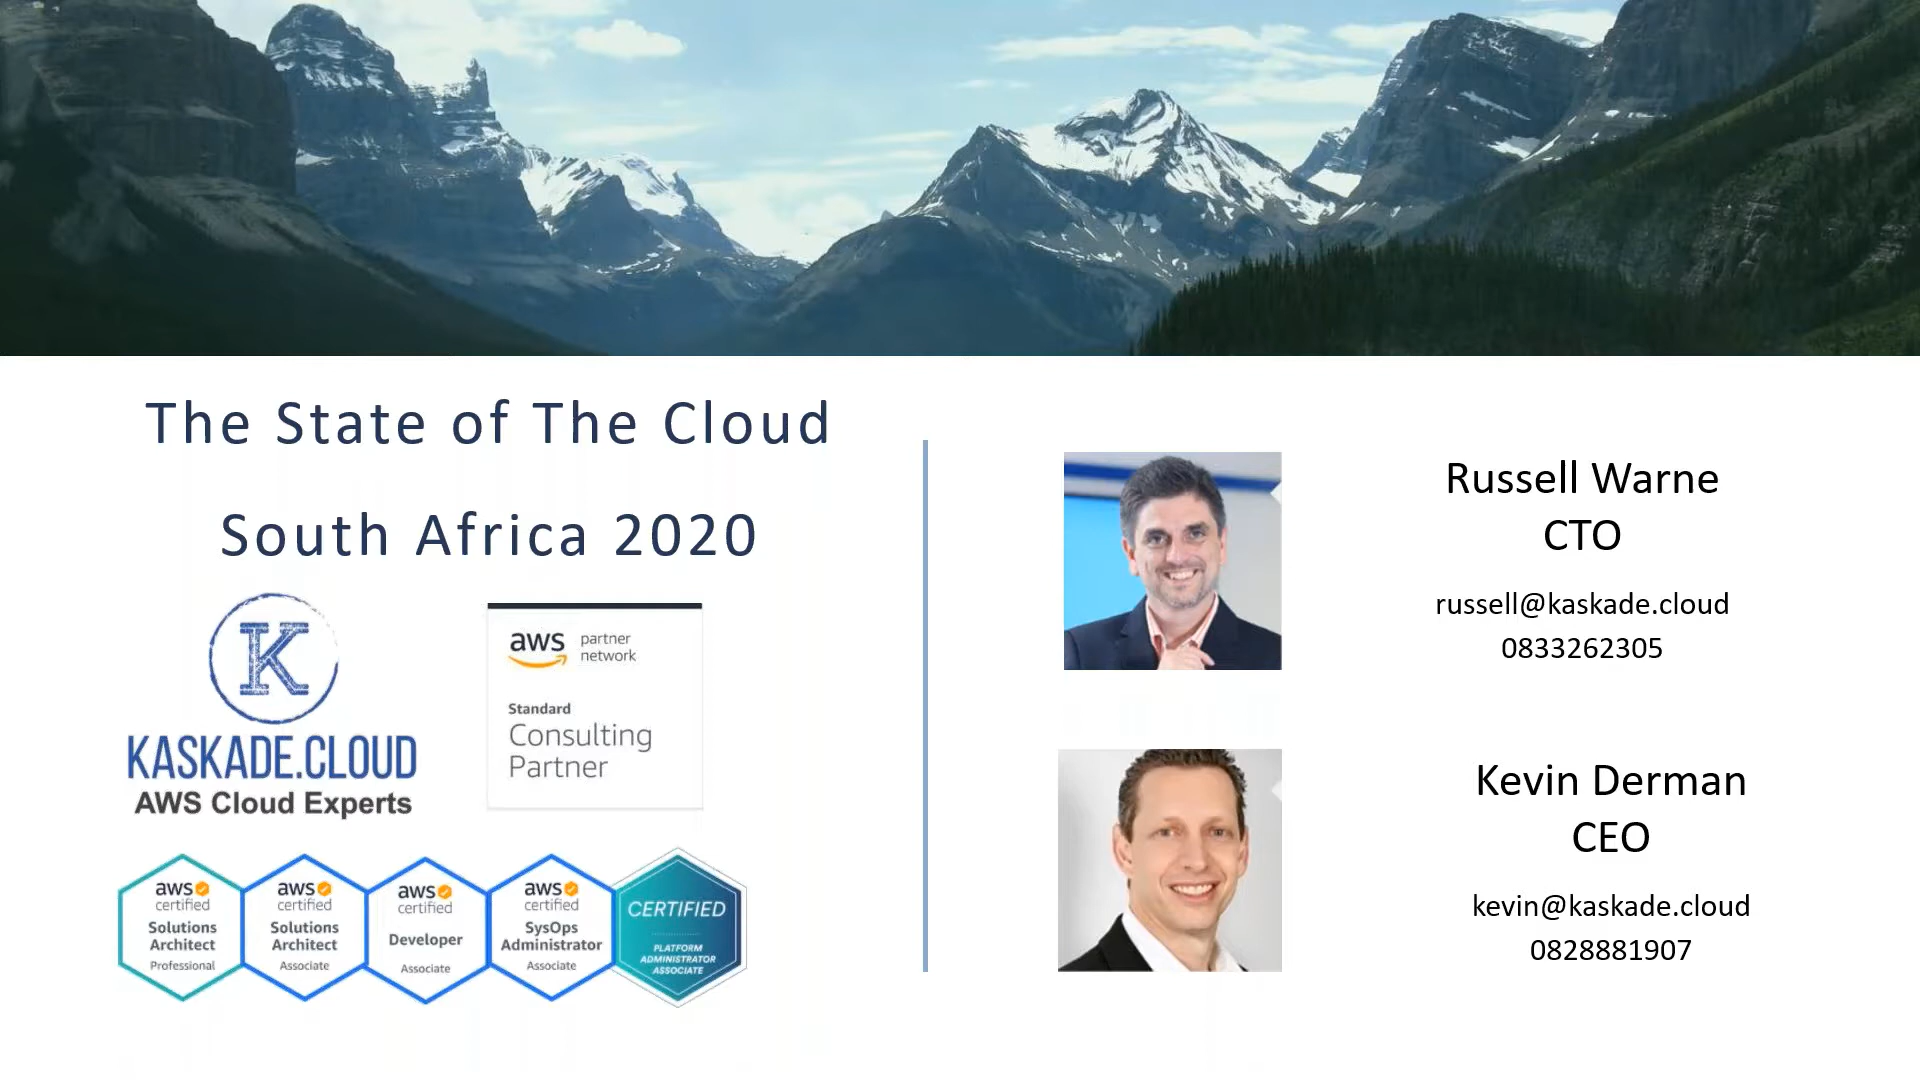 The State of The Cloud
South Africa 2020
K
KASKADE.CLOUD
AWS Cloud Experts
aws partner
network
Standard
Consulting
Partner
aws
certified
Solutions
Architect
Professional
aws
certified
Solutions
Architect
Associate
aws
certified
Developer
Associate
aws
certified
SysOps
Administrator
Associate
CERTIFIED
PLATFORM
ADMINISTRATOR
ASSOCIATE
Russell Warne
CTO
russell@kaskade.cloud
0833262305
Kevin Derman
CEO
kevin@kaskade.cloud
0828881907